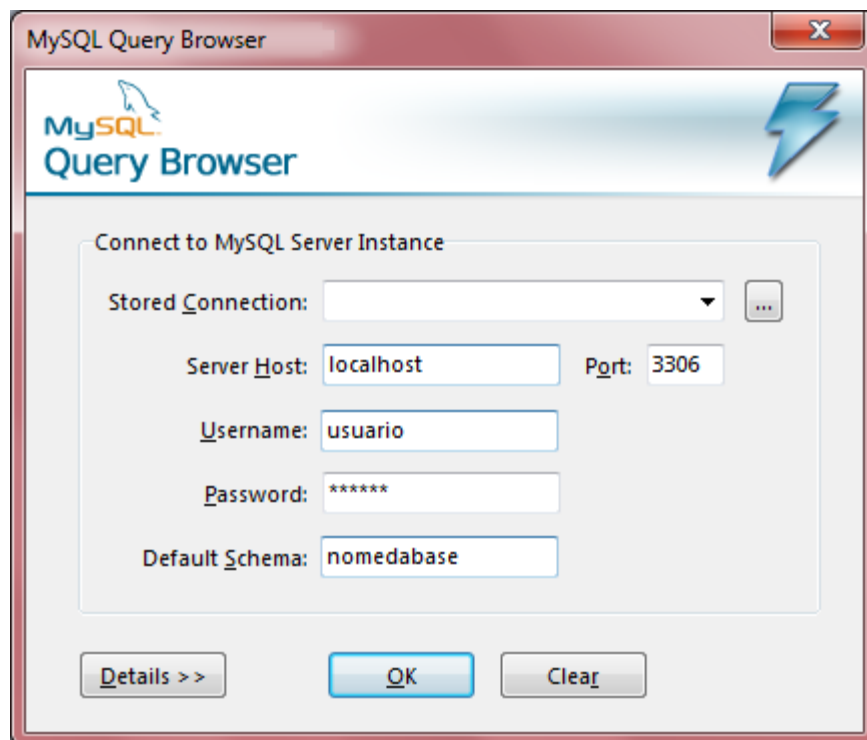 MySQL Query Browser
MySQL
Query Browser
Connect to MySQL Server Instance
Stored Connection: ...
Server Host: localhost Port: 3306
Username: usuario
Password: ******
Default Schema: nomedabase
Details >> OK Clear